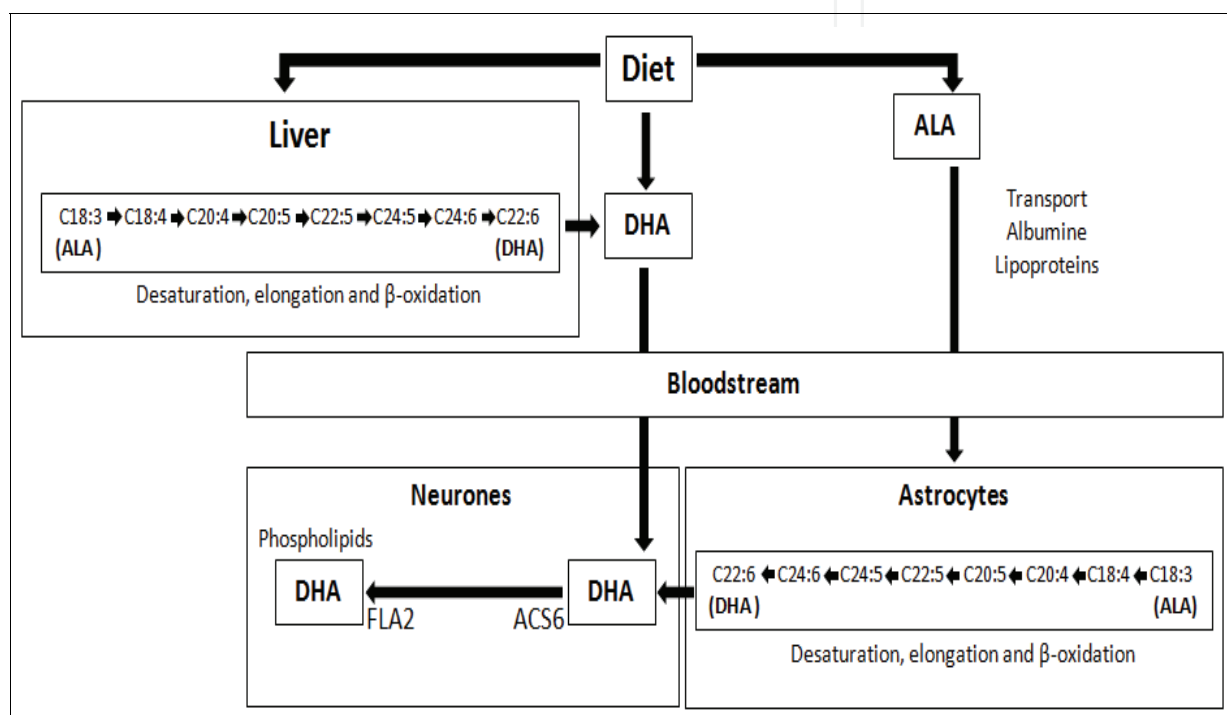 Diet
Liver
ALA
C18:3 C18:4 C20:4 C20:5 C22:5 C24:5 C24:6 C22:6
(ALA) (DHA)
Desaturation, elongation and β-oxidation
DHA
Transport
Albumine
Lipoproteins
Bloodstream
Neurones
Phospholipids
DHA
FLA2
ACS6
DHA
Astrocytes
C22:6 C24:6 C24:5 C22:5 C20:5 C20:4 C18:4 C18:3
(DHA) (ALA)
Desaturation, elongation and β-oxidation